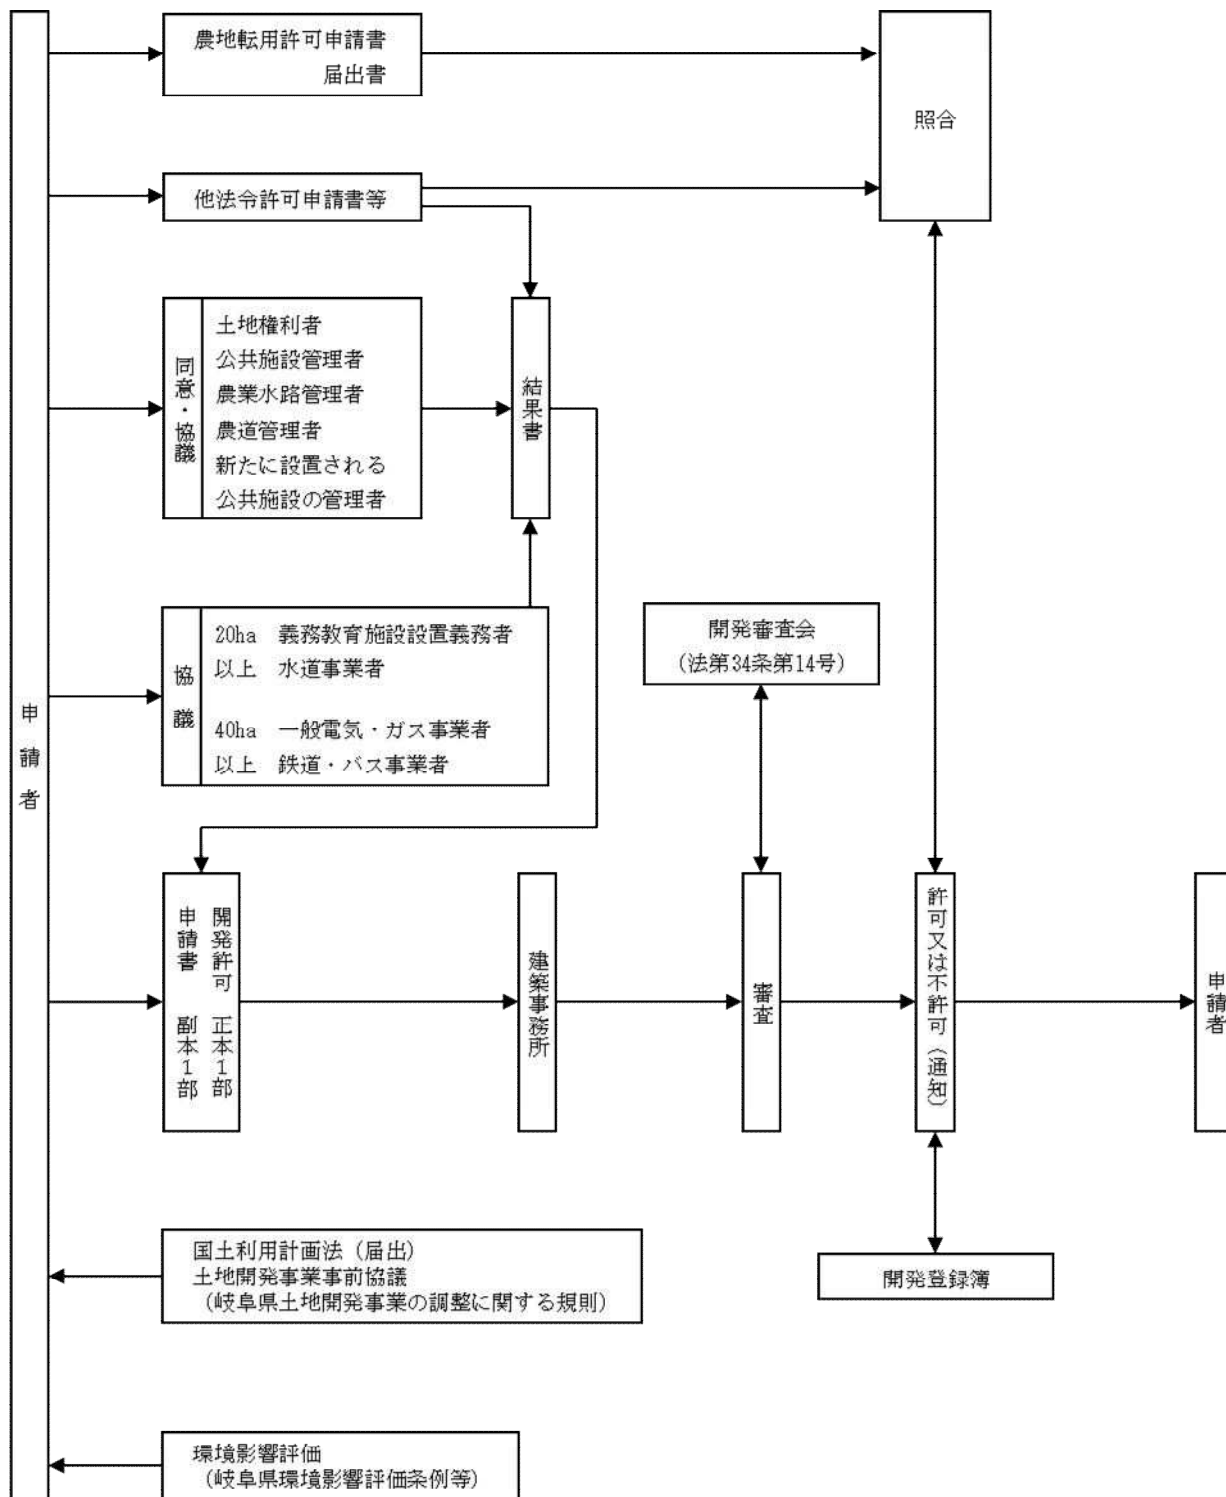 申請者
農地転用許可申請書
届出書
照合
他法令許可申請書等
同意・協議
土地権利者
公共施設管理者
農業水路管理者
農道管理者
新たに設置される
公共施設の管理者
結果書
協議
20ha 義務教育施設設置義務者
以上 水道事業者
40ha 一般電気・ガス事業者
以上 鉄道・バス事業者
開発審査会
(法第34条第14号)
開発許可 正本1部
申請書 副本1部
建築事務所
審査
許可又は不許可(通知)
申請者
国土利用計画法(届出)
土地開発事業事前協議
(岐阜県土地開発事業の調整に関する規則)
開発登録簿
環境影響評価
(岐阜県環境影響評価条例等)